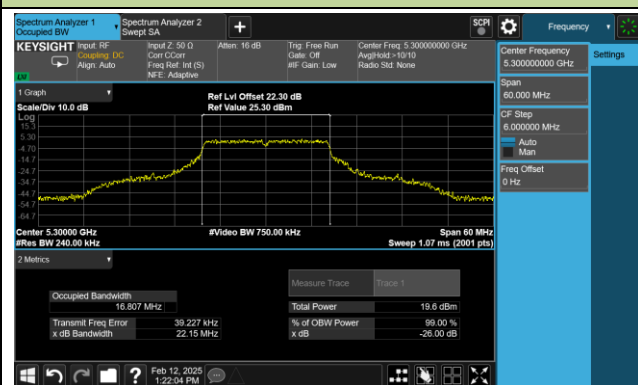 Spectrum Analyzer 1
Occupied BW
Spectrum Analyzer 2
Swept SA
+
SCPI
Frequency
KEYSIGHT
Input: RF
Coupling: DC
Align: Auto
Input Z: 50 Ω
Corr CCorr
Freq Ref: Int (S)
NFE: Adaptive
Atten: 16 dB
Trig: Free Run
Gate: Off
#IF Gain: Low
Center Freq: 5.300000000 GHz
Avg|Hold:>10/10
Radio Std: None
Center Frequency
5.300000000 GHz
Settings
Span
60.000 MHz
CF Step
6.000000 MHz
Auto
Man
Freq Offset
0 Hz
1 Graph
Scale/Div 10.0 dB
Ref Lvl Offset 22.30 dB
Ref Value 25.30 dBm
Log
15.3
5.30
-4.70
-14.7
-24.7
-34.7
-44.7
-54.7
-64.7
Center 5.30000 GHz
#Res BW 240.00 kHz
#Video BW 750.00 kHz
Span 60 MHz
Sweep 1.07 ms (2001 pts)
2 Metrics
Measure Trace
Trace 1
Occupied Bandwidth
16.807 MHz
Total Power
19.6 dBm
Transmit Freq Error
39.227 kHz
% of OBW Power
99.00 %
x dB Bandwidth
22.15 MHz
x dB
-26.00 dB
?
Feb 12, 2025
1:22:04 PM